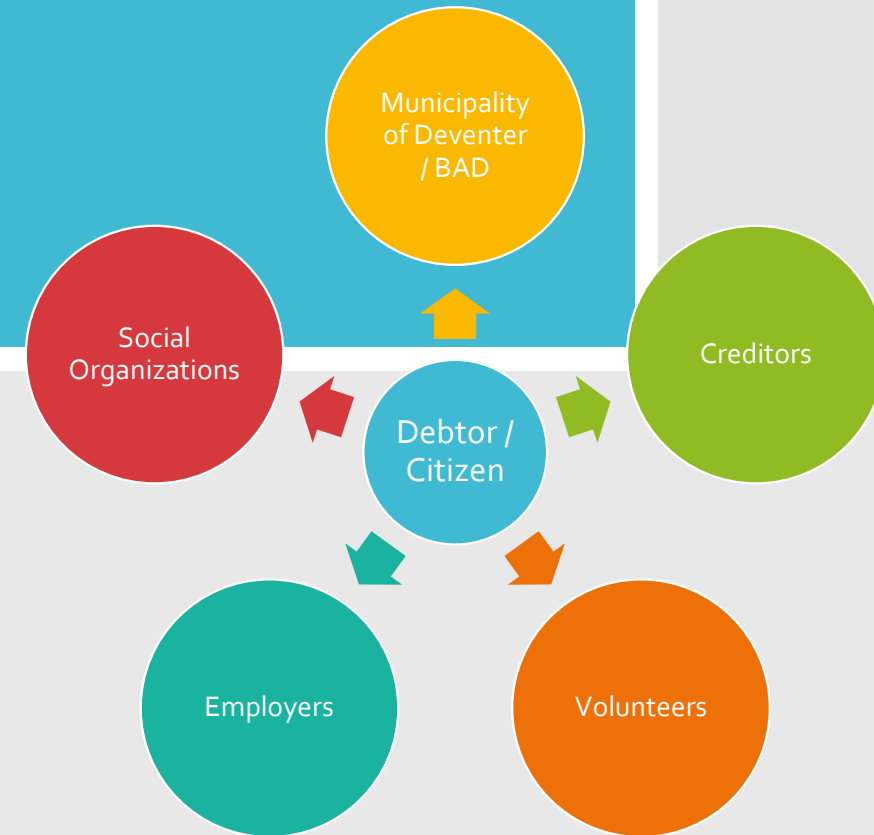 Municipality
of Deventer
/ BAD
Social
Organizations
Creditors
Debtor /
Citizen
Employers
Volunteers